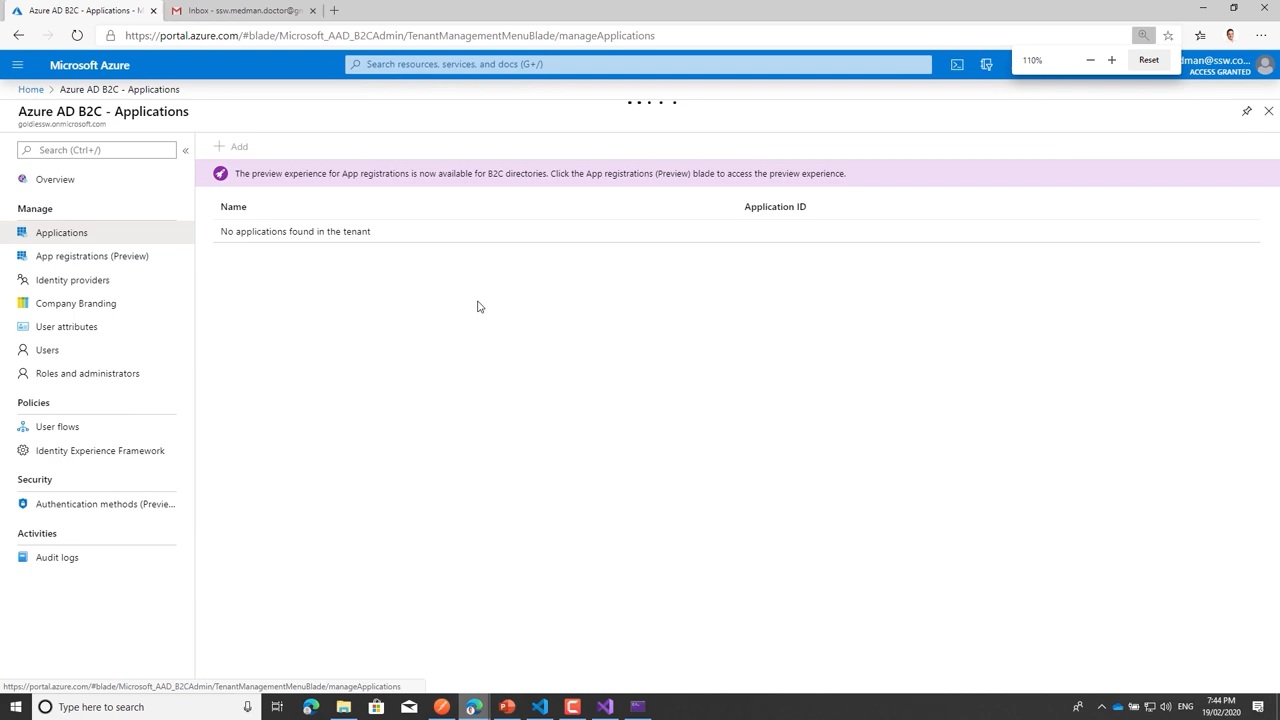 Azure AD B2C - Applications - M
Inbox - ssw.medman.doctor@gm
https://portal.azure.com/#blade/Microsoft_AAD_B2CAdmin/TenantManagementMenuBlade/manageApplications
Microsoft Azure
Search resources, services, and docs (G+/)
110%
Reset
dman@ssw.co...
ACCESS GRANTED
Home > Azure AD B2C - Applications
Azure AD B2C - Applications
goldiessw.onmicrosoft.com
Search (Ctrl+/)
Add
Overview
The preview experience for App registrations is now available for B2C directories. Click the App registrations (Preview) blade to access the preview experience.
Manage
Name
Application ID
Applications
No applications found in the tenant
App registrations (Preview)
Identity providers
Company Branding
User attributes
Users
Roles and administrators
Policies
User flows
Identity Experience Framework
Security
Authentication methods (Previe...
Activities
Audit logs
https://portal.azure.com/#blade/Microsoft_AAD_B2CAdmin/TenantManagementMenuBlade/manageApplications
Type here to search
ENG
7:44 PM
19/02/2020